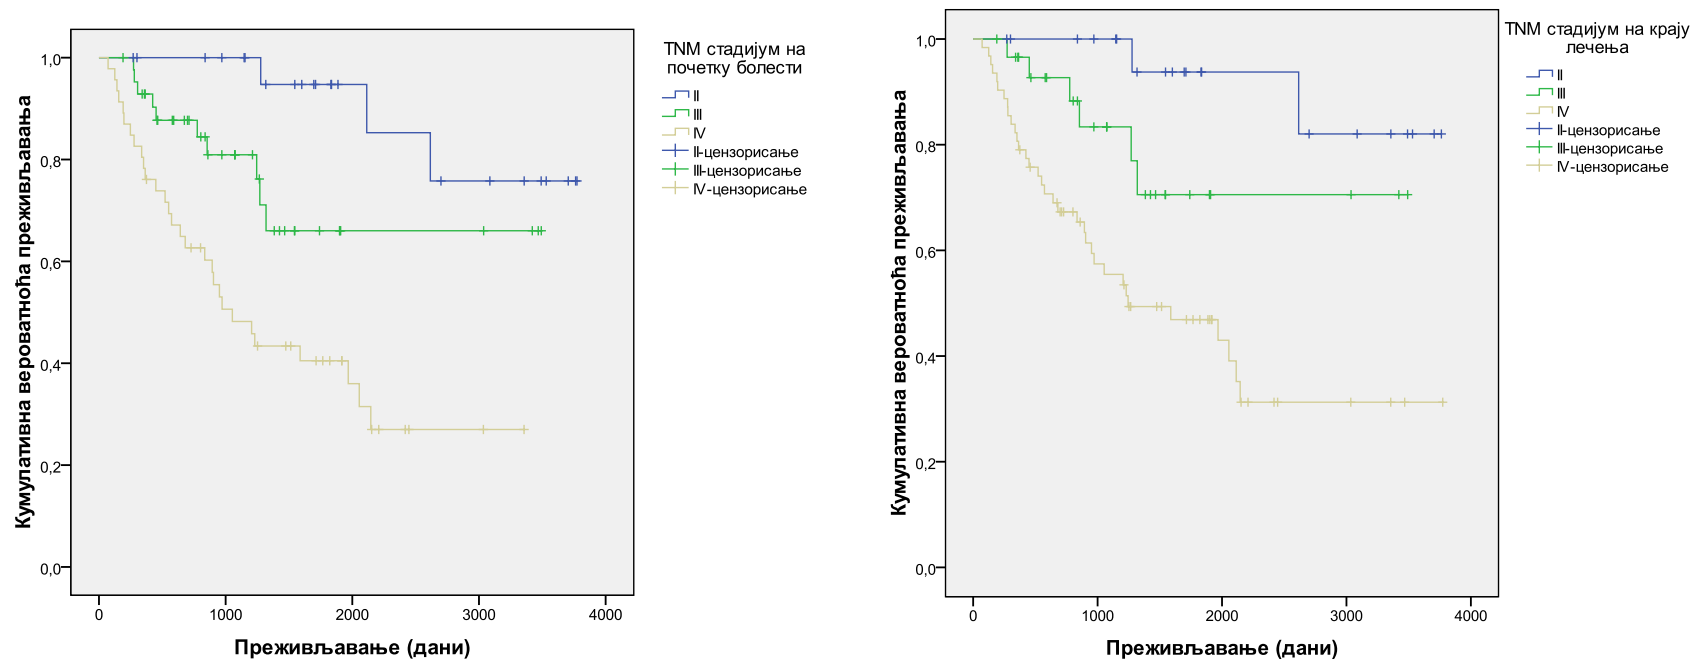 TNM стадијум на
почетку болести
II
III
IV
II-цензорисање
III-цензорисање
IV-цензорисање
1,0
0,8
0,6
0,4
0,2
0,0
0
1000
2000
3000
4000
Кумулативна вероватноћа преживљавања
Преживљавање (дани)
TNM стадијум на крају
лечења
II
III
IV
II-цензорисање
III-цензорисање
IV-цензорисање
1,0
0,8
0,6
0,4
0,2
0,0
0
1000
2000
3000
4000
Кумулативна вероватноћа преживљавања
Преживљавање (дани)